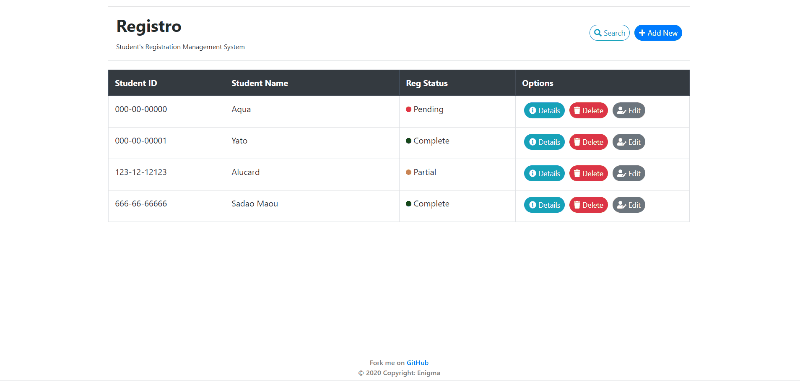 Registro
Student's Registration Management System
Search
Add New
Student ID Student Name Reg Status Options
000-00-00000 Aqua Pending Details Delete Edit
000-00-00001 Yato Complete Details Delete Edit
123-12-12123 Alucard Partial Details Delete Edit
666-66-66666 Sadao Maou Complete Details Delete Edit
Fork me on GitHub
© 2020 Copyright: Enigma